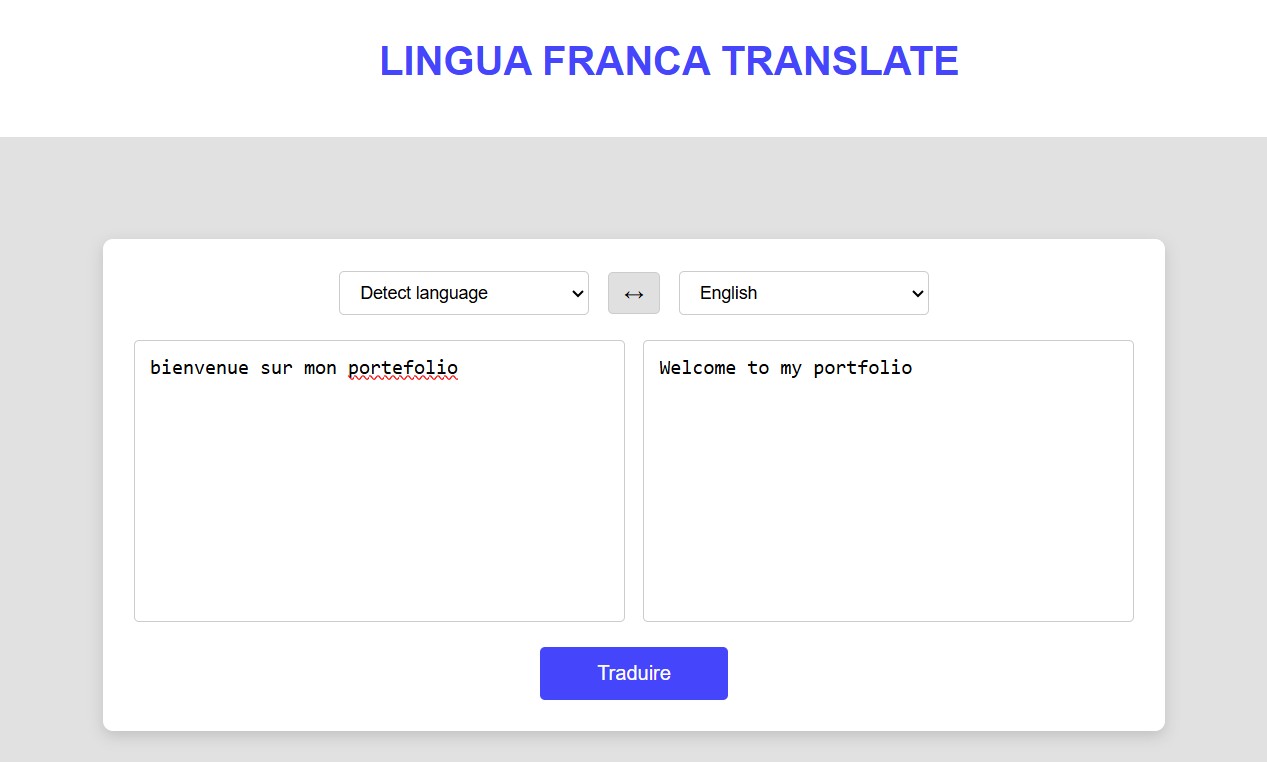 LINGUA FRANCA TRANSLATE
Detect language ↔ English
bienvenue sur mon portefolio
Welcome to my portfolio
Traduire